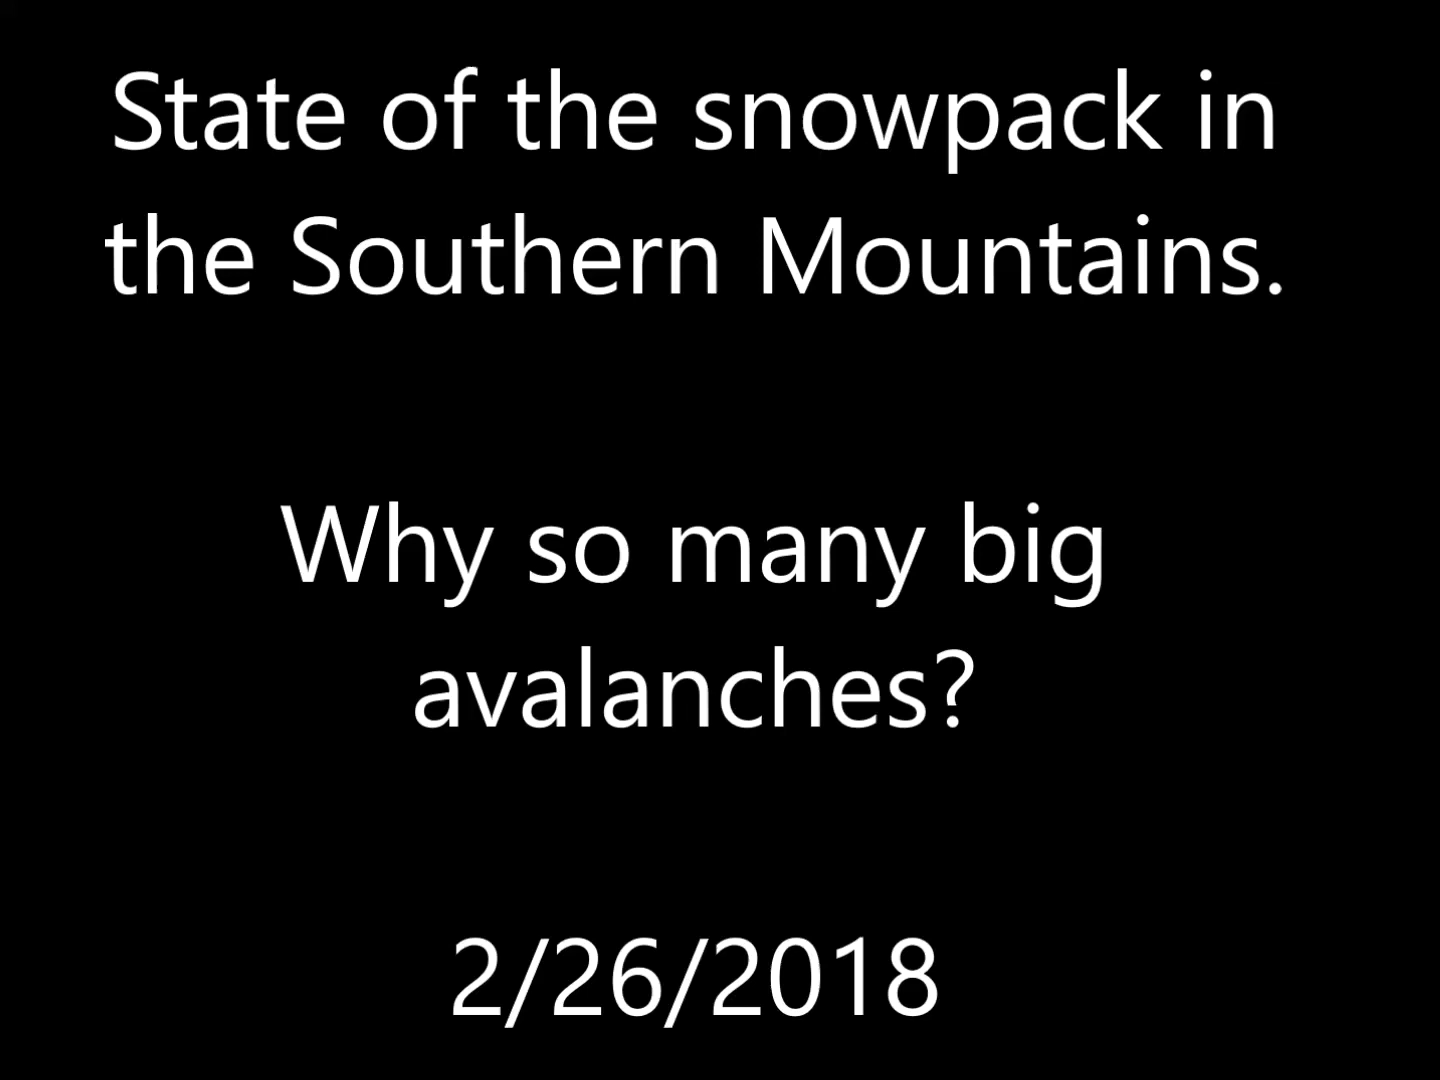 State of the snowpack in
the Southern Mountains.
Why so many big
avalanches?
2/26/2018